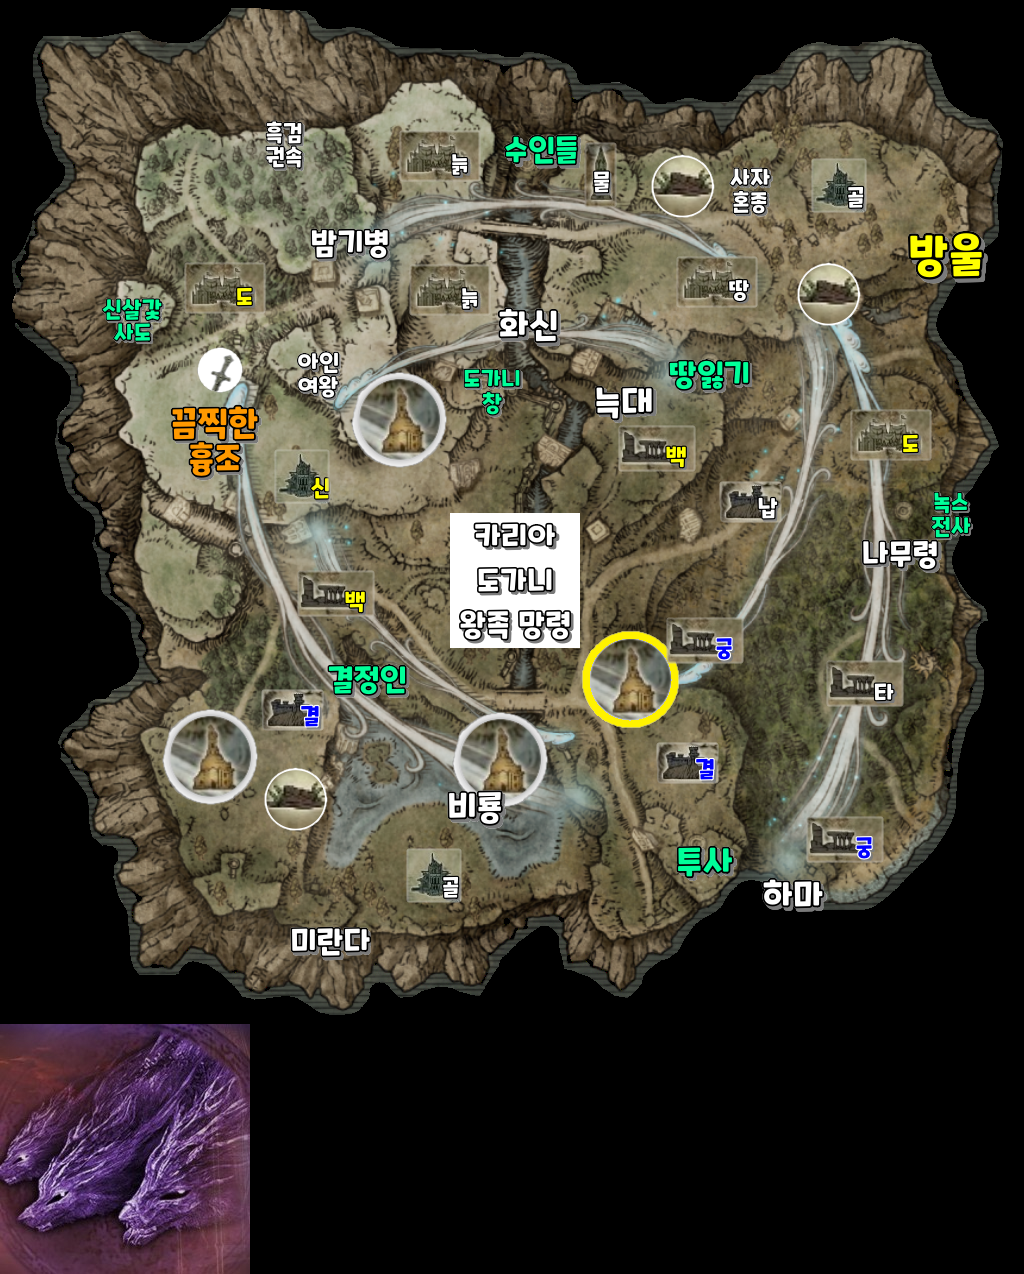 흑검
권속
늙
수인들
물
사자
혼종
골
방울
밤기병
도
늙
땅
신살갗
사도
화신
아인
여왕
도가니
창
땅잃기
늑대
끔찍한
흉조
백
도
신
납
녹스
전사
나무령
카리아
도가니
왕족 망령
백
궁
결정인
타
결
결
비룡
궁
투사
골
하마
미란다